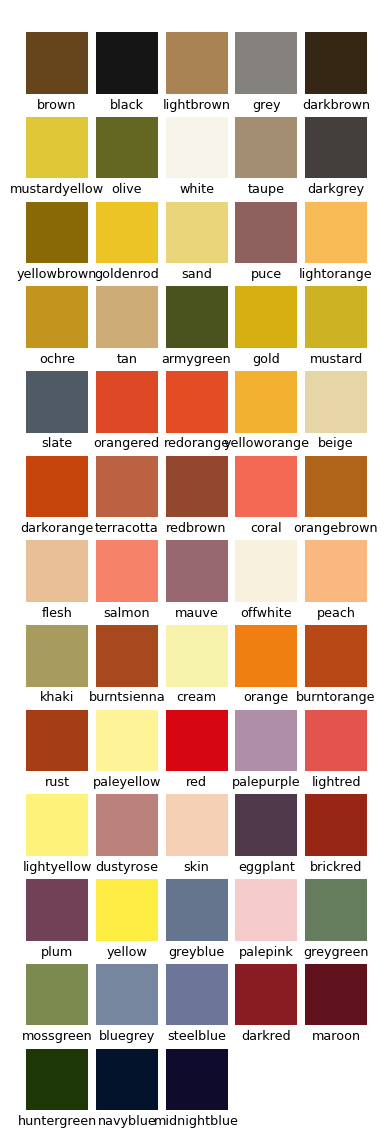 brown black lightbrown grey darkbrown
mustardyellow olive white taupe darkgrey
yellowbrown goldenrod sand puce lightorange
ochre tan armygreen gold mustard
slate orangered redorange yelloworange beige
darkorange terracotta redbrown coral orangebrown
flesh salmon mauve offwhite peach
khaki burntsienna cream orange burntorange
rust paleyellow red palepurple lightred
lightyellow dustyrose skin eggplant brickred
plum yellow greyblue palepink greygreen
mossgreen bluegrey steelblue darkred maroon
huntergreen navyblue midnightblue